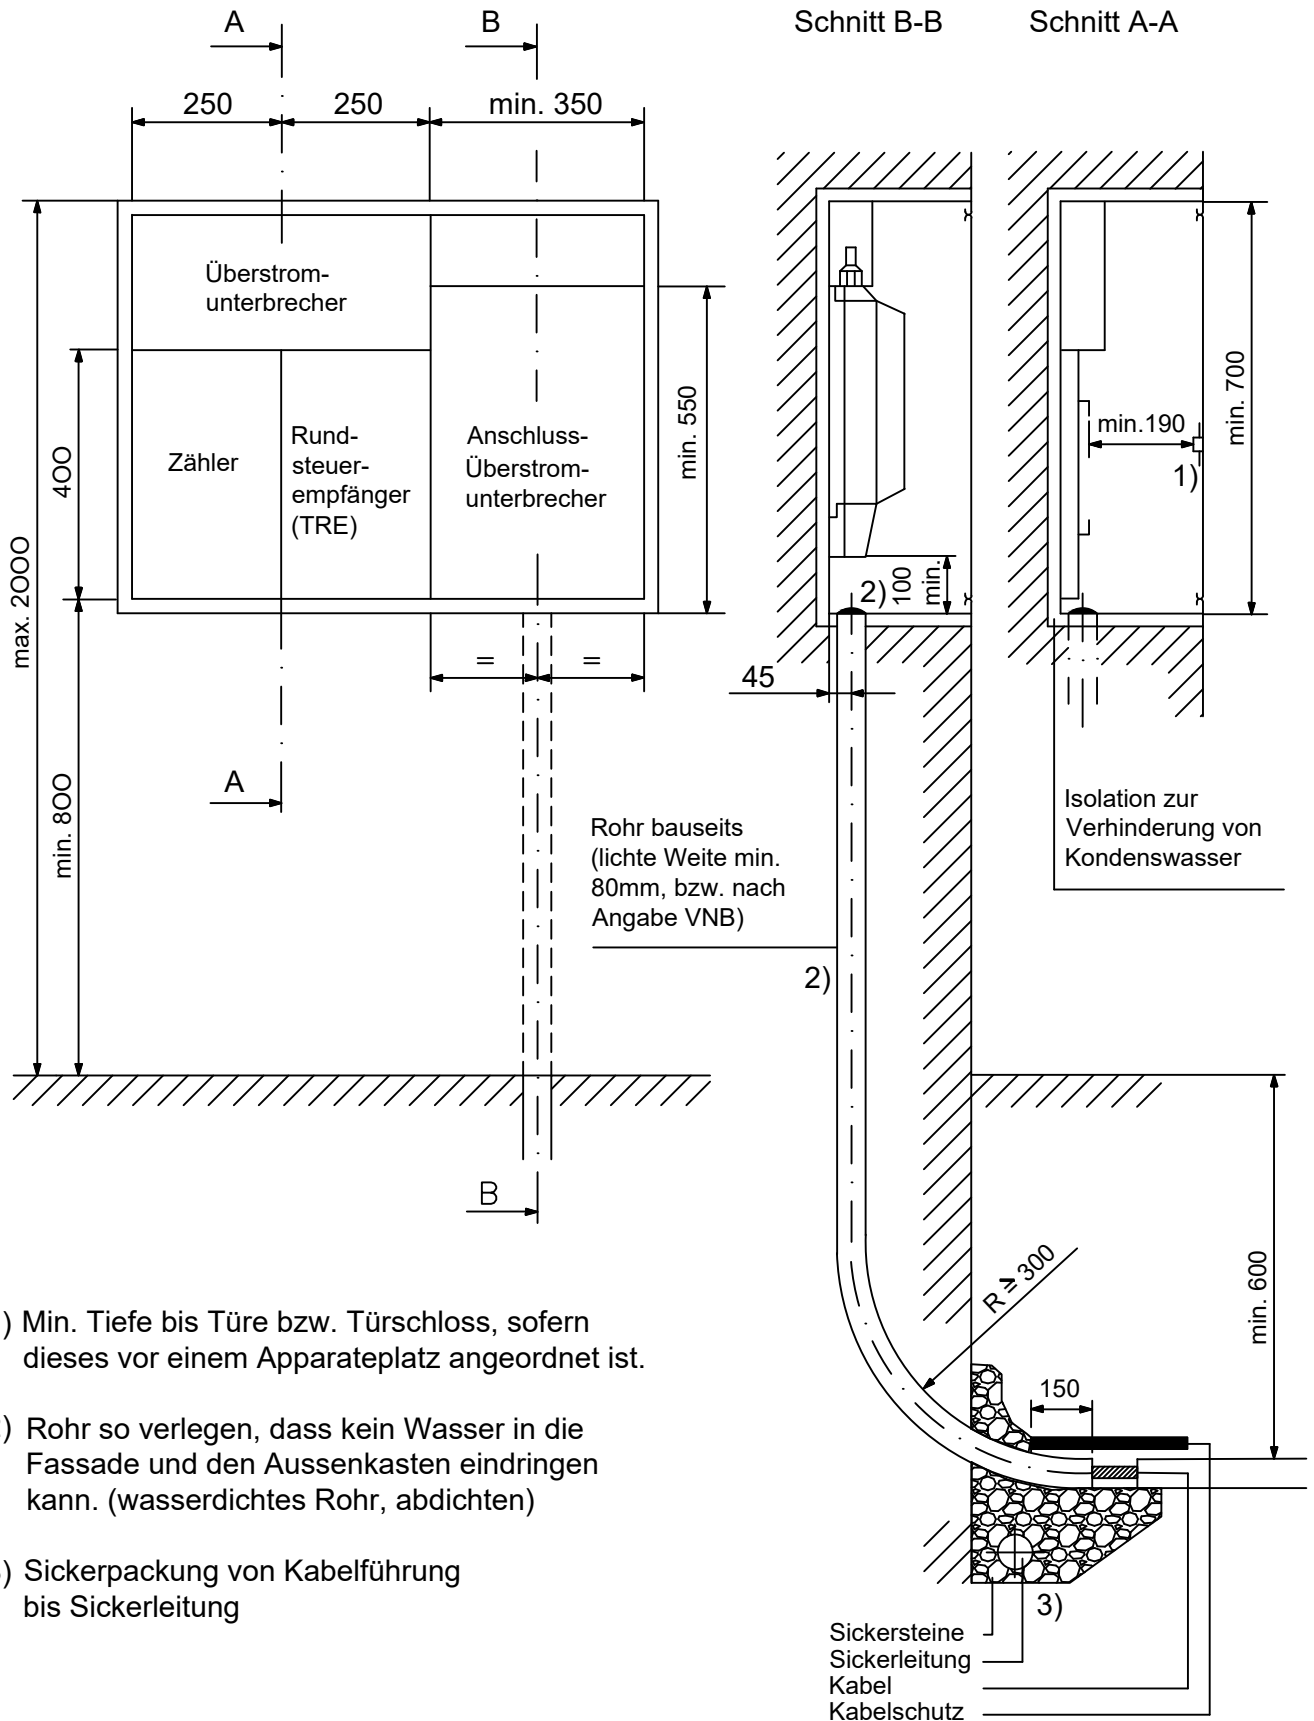 A
B
Schnitt B-B
Schnitt A-A
250
250
min. 350
Überstrom-
unterbrecher
Zähler
Rund-
steuer-
empfänger
(TRE)
Anschluss-
Überstrom-
unterbrecher
400
max. 2000
min. 800
min. 550
= =
A
B
2)
100
min.
45
min.190
1)
min. 700
Rohr bauseits
(lichte Weite min.
80mm, bzw. nach
Angabe VNB)
2)
Isolation zur
Verhinderung von
Kondenswasser
R ≥ 300
min. 600
150
3)
Sickersteine
Sickerleitung
Kabel
Kabelschutz
) Min. Tiefe bis Türe bzw. Türschloss, sofern
dieses vor einem Apparateplatz angeordnet ist.
) Rohr so verlegen, dass kein Wasser in die
Fassade und den Aussenkasten eindringen
kann. (wasserdichtes Rohr, abdichten)
) Sickerpackung von Kabelführung
bis Sickerleitung